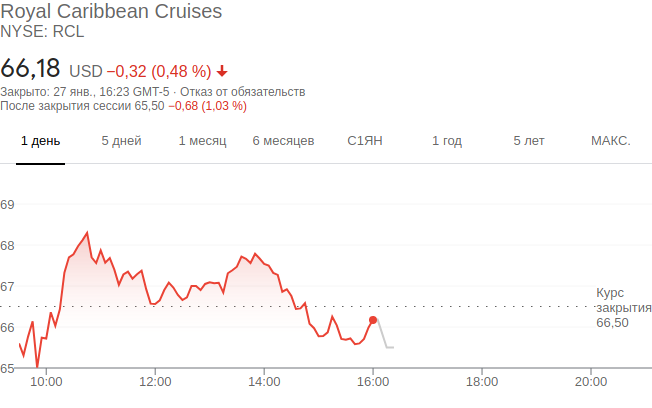 Royal Caribbean Cruises
NYSE: RCL
66,18 USD −0,32 (0,48 %)
Закрыто: 27 янв., 16:23 GMT-5 · Отказ от обязательств
После закрытия сессии 65,50 −0,68 (1,03 %)
1 день 5 дней 1 месяц 6 месяцев С1ЯН 1 год 5 лет МАКС.
69
68
67
66
65
Курс
закрытия
66,50
10:00 12:00 14:00 16:00 18:00 20:00